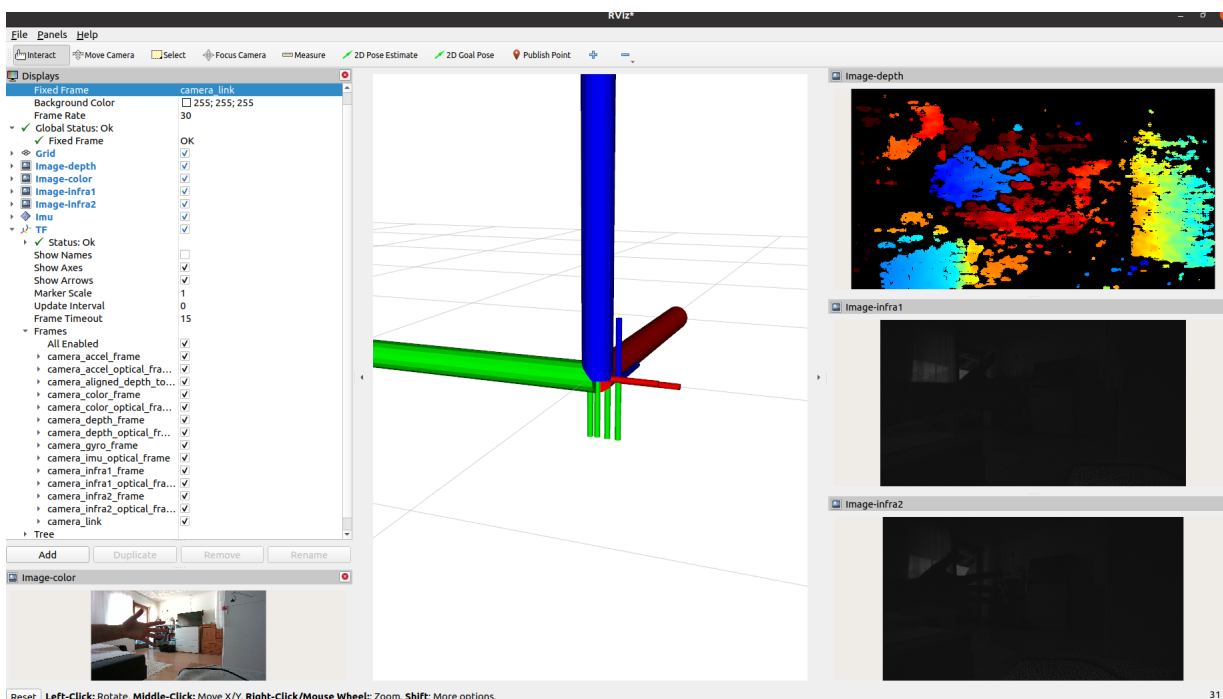 RViz*
File Panels Help
Interact Move Camera Select Focus Camera Measure 2D Pose Estimate 2D Goal Pose Publish Point
Displays
Fixed Frame camera_link
Background Color 255; 255; 255
Frame Rate 30
Global Status: Ok
Fixed Frame OK
Grid
Image-depth
Image-color
Image-infra1
Image-infra2
Imu
TF
Status: Ok
Show Names
Show Axes
Show Arrows
Marker Scale 1
Update Interval 0
Frame Timeout 15
Frames
All Enabled
camera_accel_frame
camera_accel_optical_fra...
camera_aligned_depth_to...
camera_color_frame
camera_color_optical_fra...
camera_depth_frame
camera_depth_optical_fr...
camera_gyro_frame
camera_imu_optical_frame
camera_infra1_frame
camera_infra1_optical_fra...
camera_infra2_frame
camera_infra2_optical_fra...
camera_link
Tree
Add Duplicate Remove Rename
Image-color
Image-depth
Image-infra1
Image-infra2
Reset Left-Click: Rotate. Middle-Click: Move X/Y. Right-Click/Mouse Wheel:: Zoom. Shift: More options.
31